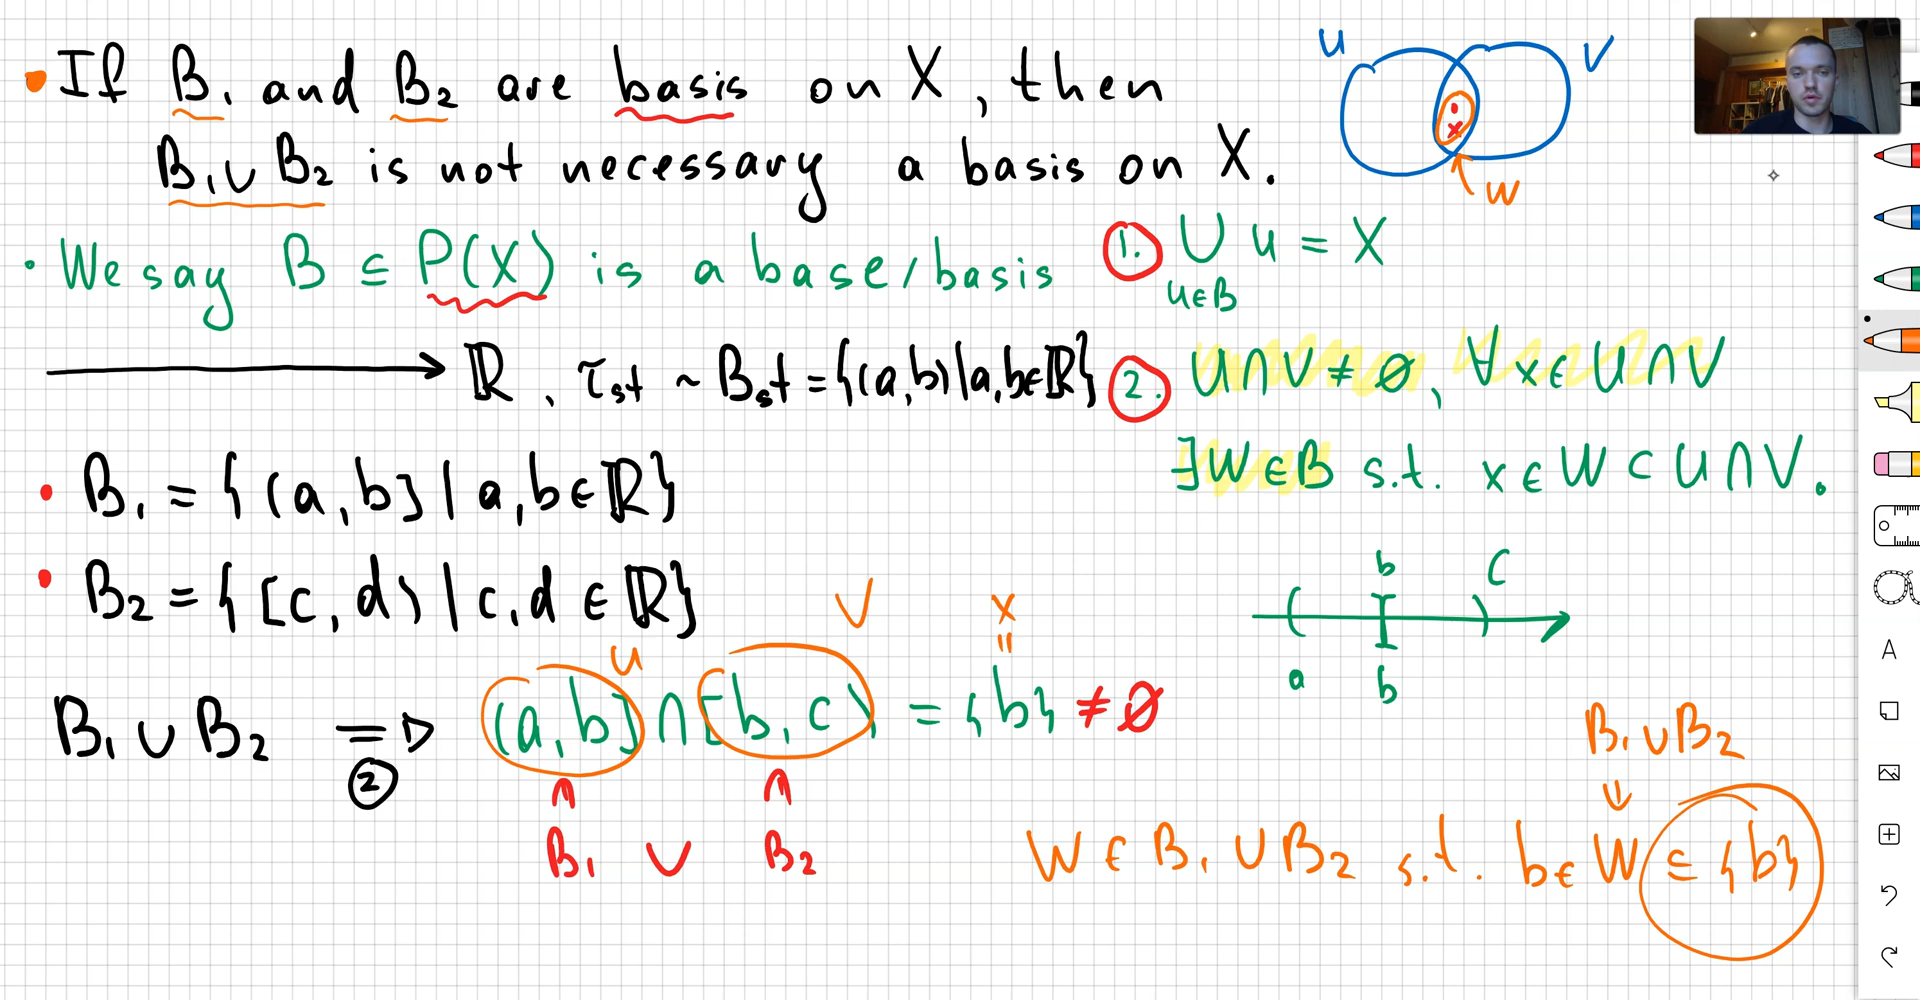 • If B₁ and B₂ are basis on X, then
B₁ ∪ B₂ is not necessary a basis on X.
U V
x
W
• We say B ⊆ P(X) is a base/basis
1. ⋃ U = X
U∈B
ℝ, τst ~ Bst = {(a,b) | a,b∈ℝ}
2. U∩V ≠ ∅, ∀x∈U∩V
∃W∈B s.t. x∈W⊂U∩V.
• B₁ = {(a,b] | a,b∈ℝ}
• B₂ = {[c,d) | c,d∈ℝ}
b C
( I )
a b
U V x
=
B₁ ∪ B₂ ⇒ (a,b] ∩ [b,c) = {b} ≠ ∅
2
B₁ ∪ B₂
B₁ ∪ B₂
W ∈ B₁ ∪ B₂ s.t. b∈W ⊆ {b}
A